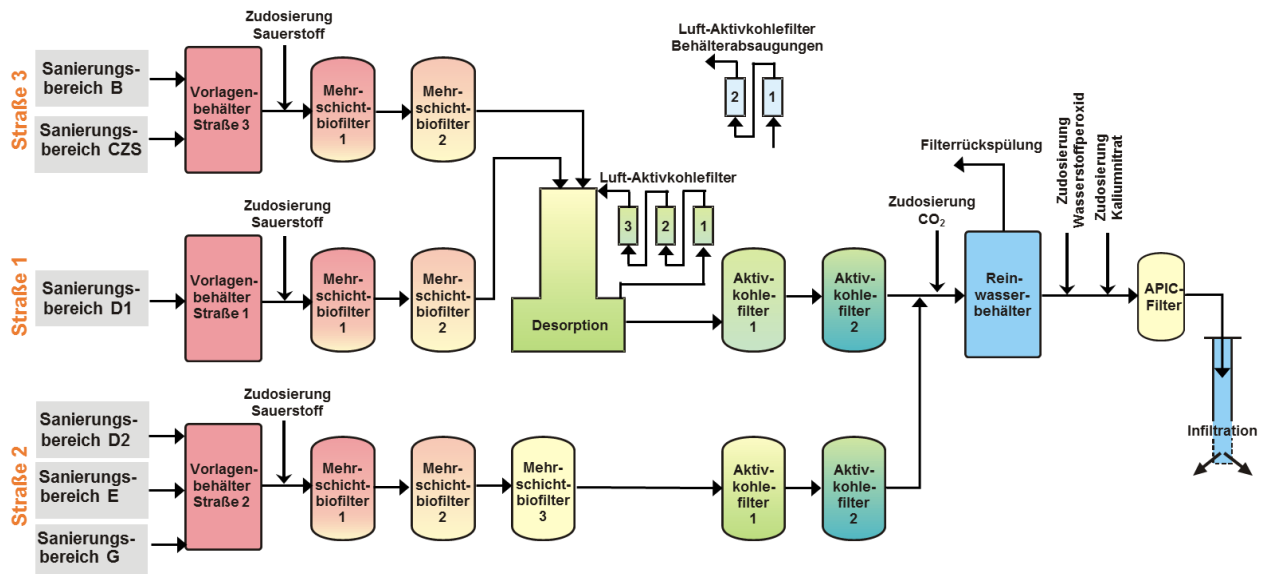 Straße 3
Sanierungs-
bereich B
Sanierungs-
bereich CZS
Vorlagen-
behälter
Straße 3
Zudosierung
Sauerstoff
Mehr-
schicht-
biofilter
1
Mehr-
schicht-
biofilter
2
Luft-Aktivkohlefilter
Behälterabsaugungen
2
1
Straße 1
Sanierungs-
bereich D1
Vorlagen-
behälter
Straße 1
Zudosierung
Sauerstoff
Mehr-
schicht-
biofilter
1
Mehr-
schicht-
biofilter
2
Luft-Aktivkohlefilter
3
2
1
Desorption
Aktiv-
kohle-
filter
1
Aktiv-
kohle-
filter
2
Zudosierung
CO₂
Filterrückspülung
Rein-
wasser-
behälter
Zudosierung
Wasserstoffperoxid
Zudosierung
Kaliumnitrat
APIC-
Filter
Infiltration
Straße 2
Sanierungs-
bereich D2
Sanierungs-
bereich E
Sanierungs-
bereich G
Vorlagen-
behälter
Straße 2
Zudosierung
Sauerstoff
Mehr-
schicht-
biofilter
1
Mehr-
schicht-
biofilter
2
Mehr-
schicht-
biofilter
3
Aktiv-
kohle-
filter
1
Aktiv-
kohle-
filter
2